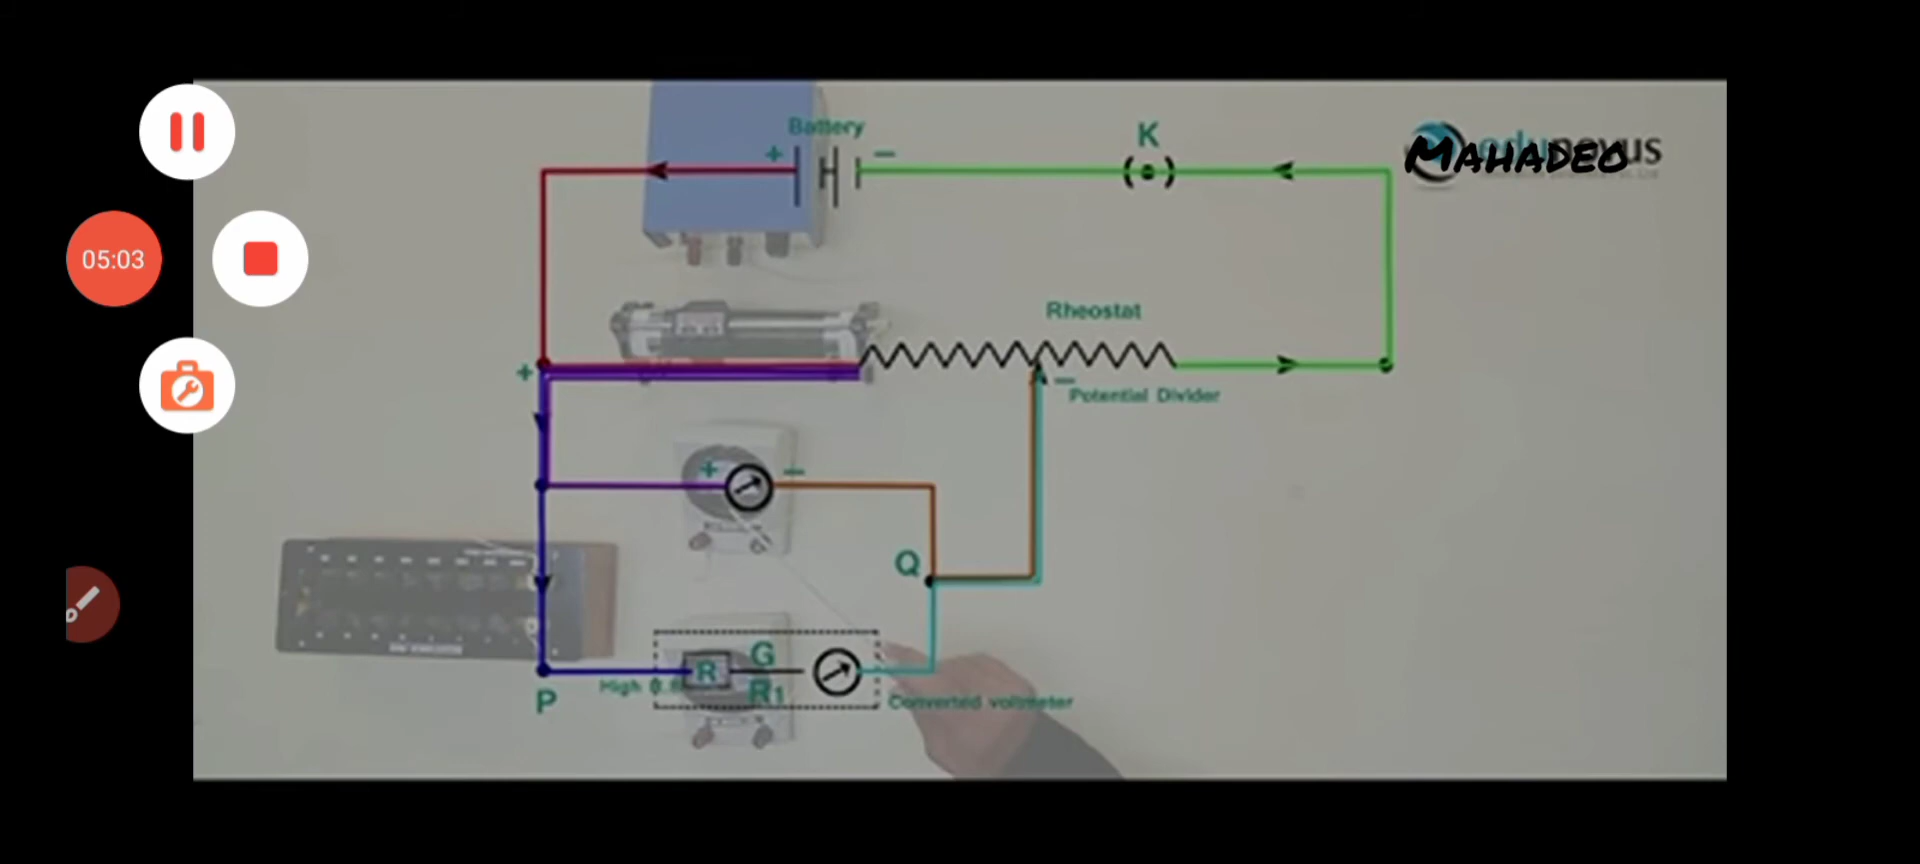 Battery
+
−
K
MAHADEO
05:03
Rheostat
+
−
Potential Divider
+
−
Q
R
G
R1
High
P
Converted voltmeter